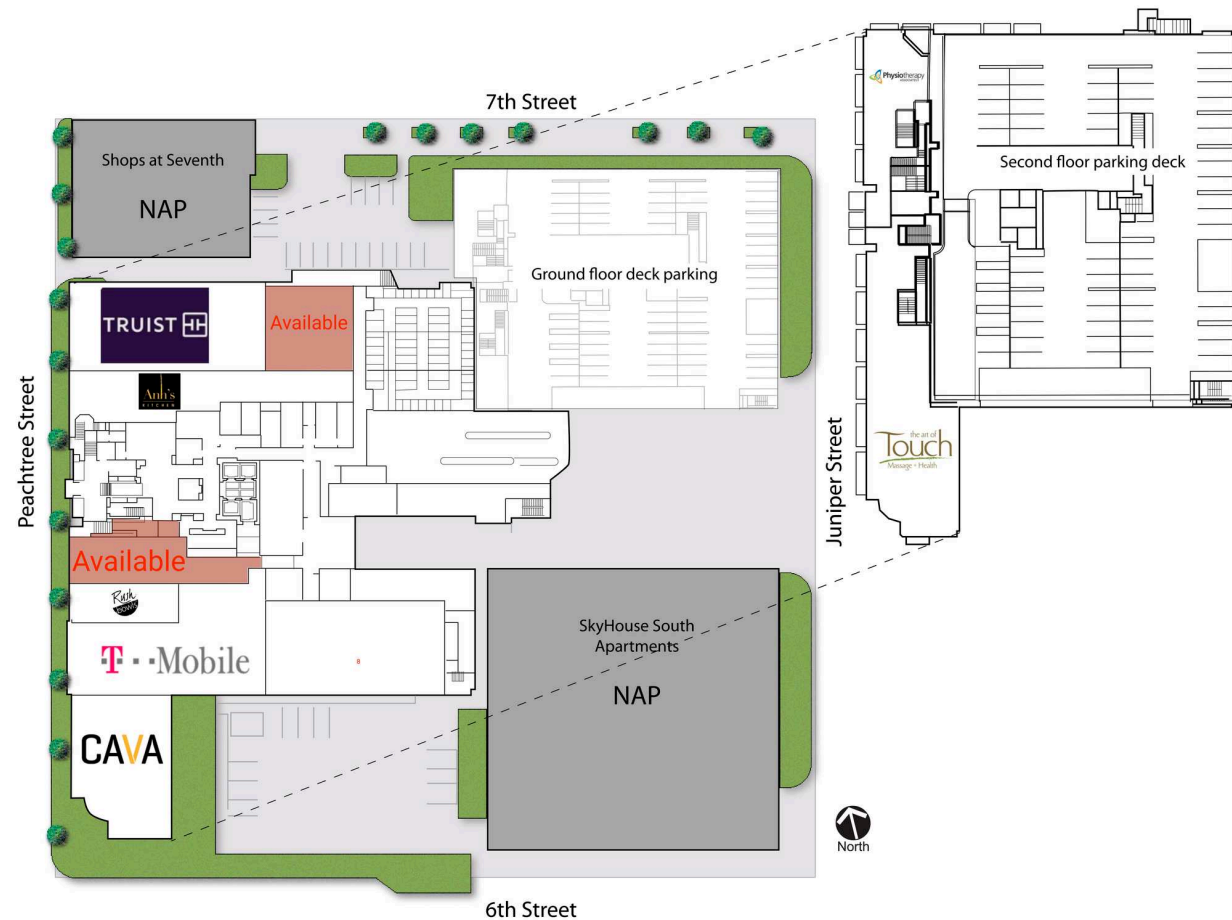 7th Street
Shops at Seventh
NAP
Physiotherapy
Second floor parking deck
Ground floor deck parking
TRUIST
Available
Anh's
KITCHEN
Peachtree Street
Juniper Street
the art of
Touch
Massage • Health
Available
Rush
bowls
T··Mobile
SkyHouse South
Apartments
NAP
CAVA
North
6th Street